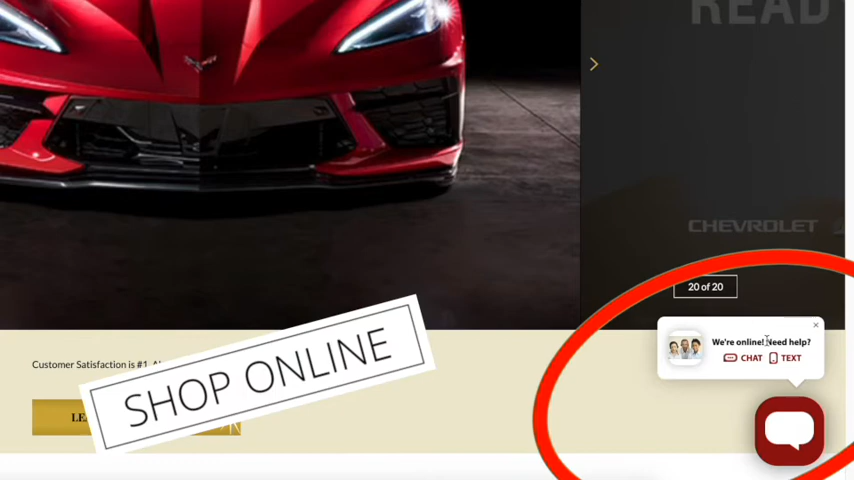 READ
CHEVROLET
20 of 20
We're online! Need help?
CHAT TEXT
Customer Satisfaction is #1.
SHOP ONLINE